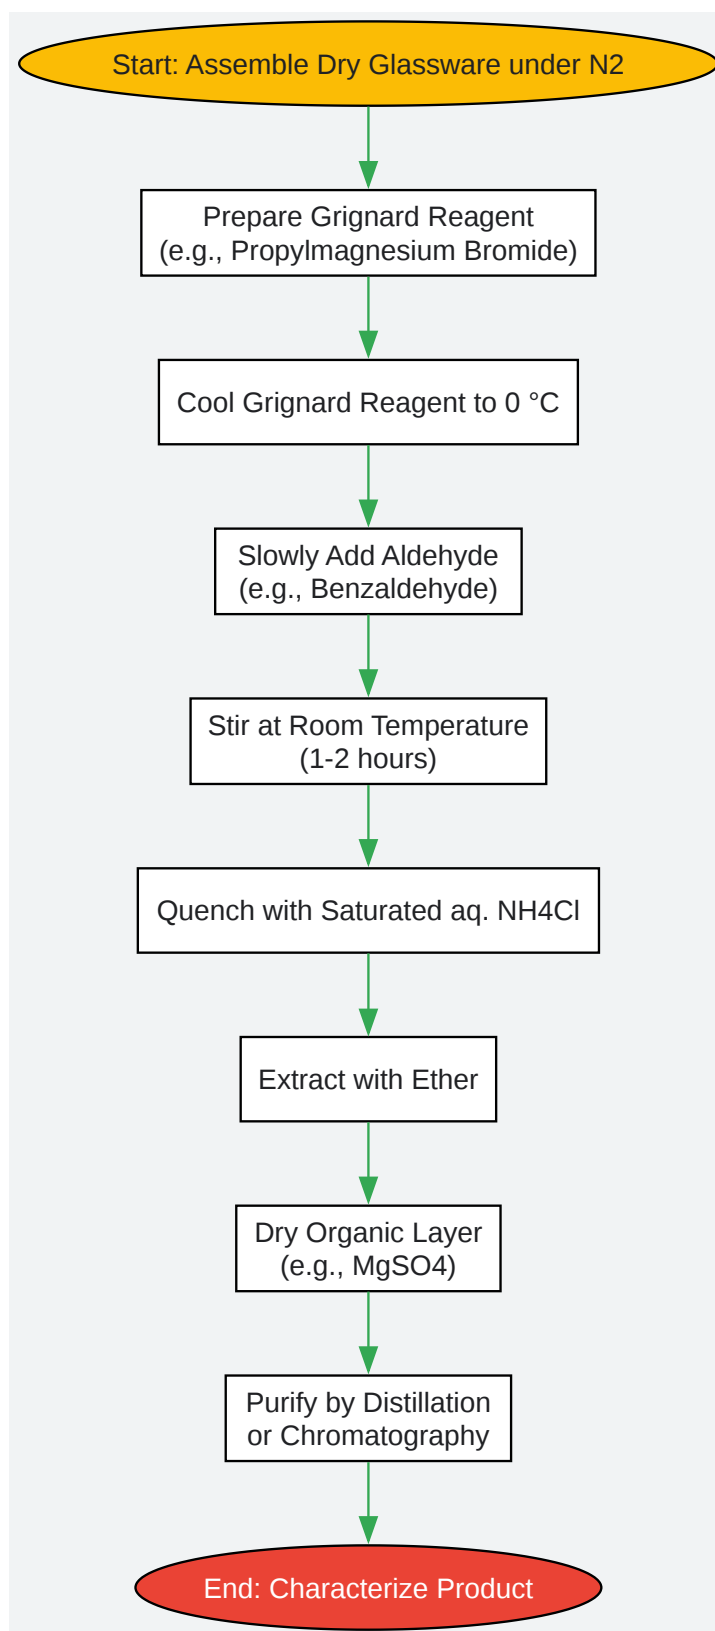 Start: Assemble Dry Glassware under N2
Prepare Grignard Reagent
(e.g., Propylmagnesium Bromide)
Cool Grignard Reagent to 0 °C
Slowly Add Aldehyde
(e.g., Benzaldehyde)
Stir at Room Temperature
(1-2 hours)
Quench with Saturated aq. NH4Cl
Extract with Ether
Dry Organic Layer
(e.g., MgSO4)
Purify by Distillation
or Chromatography
End: Characterize Product